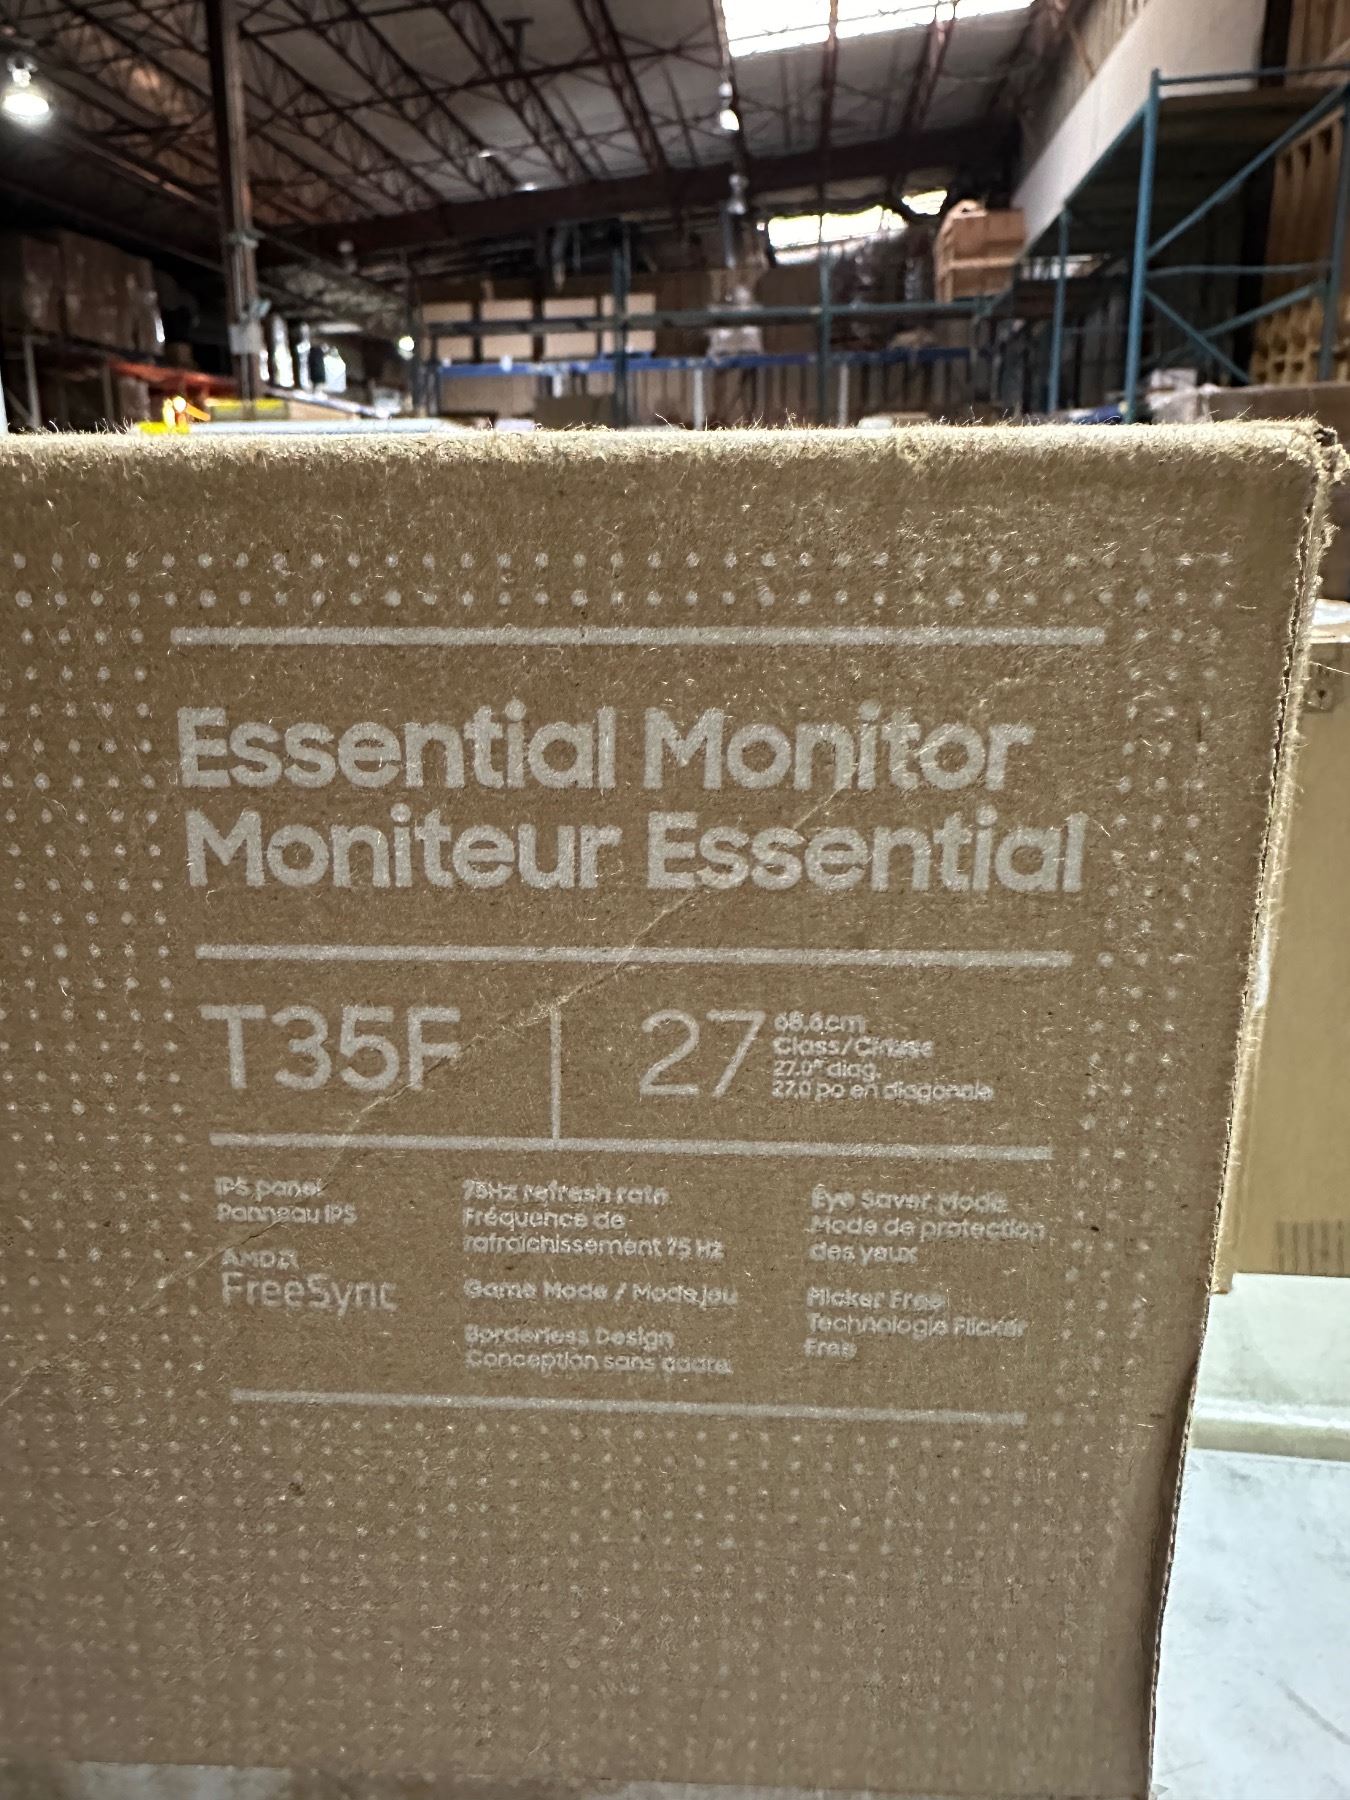 Essential Monitor
Moniteur Essential
T35F
27
68.6cm
Class/Classe
27.0" diag.
27.0 po en diagonale
IPS panel
Panneau IPS
AMD
FreeSync
75Hz refresh rate
Fréquence de
rafraîchissement 75 Hz
Game Mode / Mode jeu
Borderless Design
Conception sans cadre
Eye Saver Mode
Mode de protection
des yeux
Flicker Free
Technologie Flicker
Free